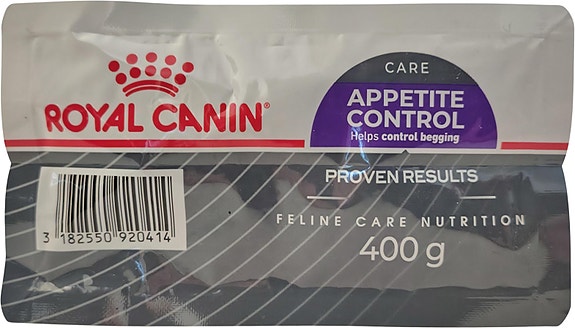 ROYAL CANIN®
CARE
APPETITE
CONTROL
Helps control begging
PROVEN RESULTS
FELINE CARE NUTRITION
400 g
3 182550 920414